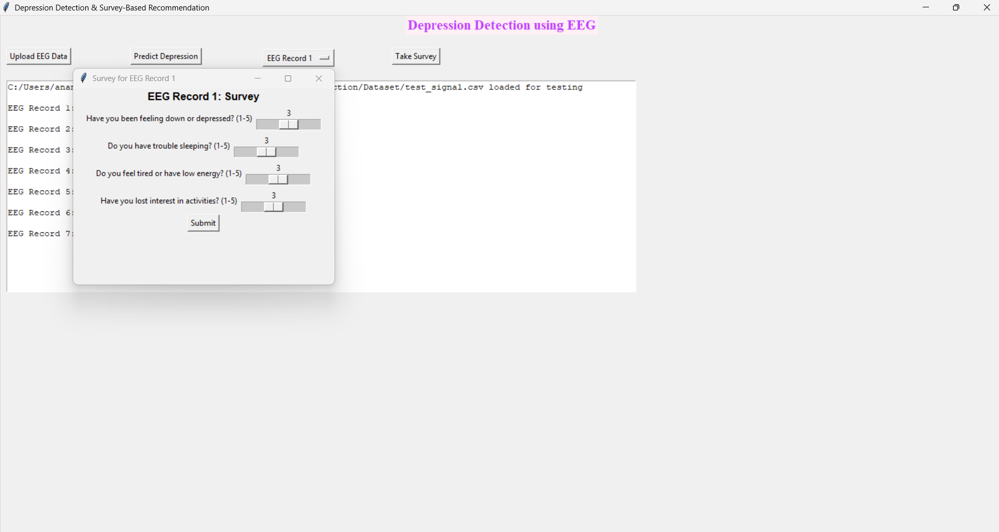 Depression Detection & Survey-Based Recommendation
Depression Detection using EEG
Upload EEG Data
Predict Depression
EEG Record 1
Take Survey
C:/Users/ ction/Dataset/test_signal.csv loaded for testing
EEG Record 1:
EEG Record 2:
EEG Record 3:
EEG Record 4:
EEG Record 5:
EEG Record 6:
EEG Record 7:
Survey for EEG Record 1
EEG Record 1: Survey
Have you been feeling down or depressed? (1-5) 3
Do you have trouble sleeping? (1-5) 3
Do you feel tired or have low energy? (1-5) 3
Have you lost interest in activities? (1-5) 3
Submit